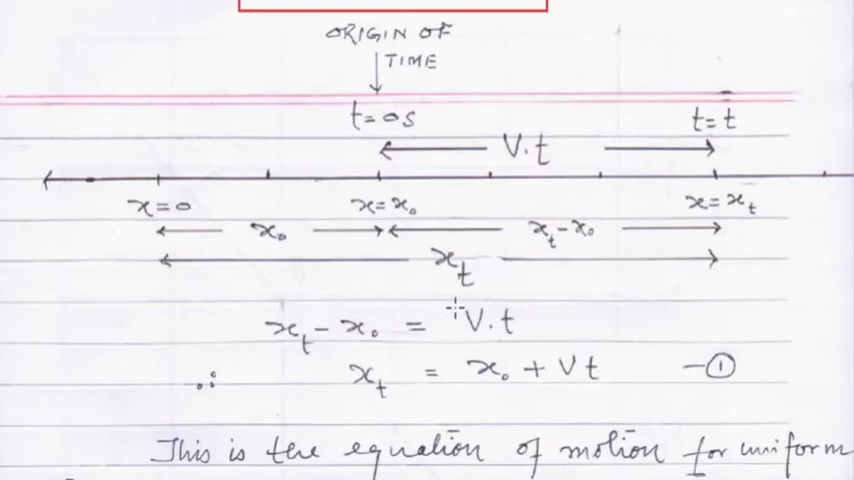 ORIGIN OF
TIME
t=0s t=t
V.t
x=0 x=x₀ x=xₜ
x₀ xₜ-x₀
xₜ
xₜ - x₀ = V.t
∴ xₜ = x₀ + Vt -①
This is the equation of motion for uniform